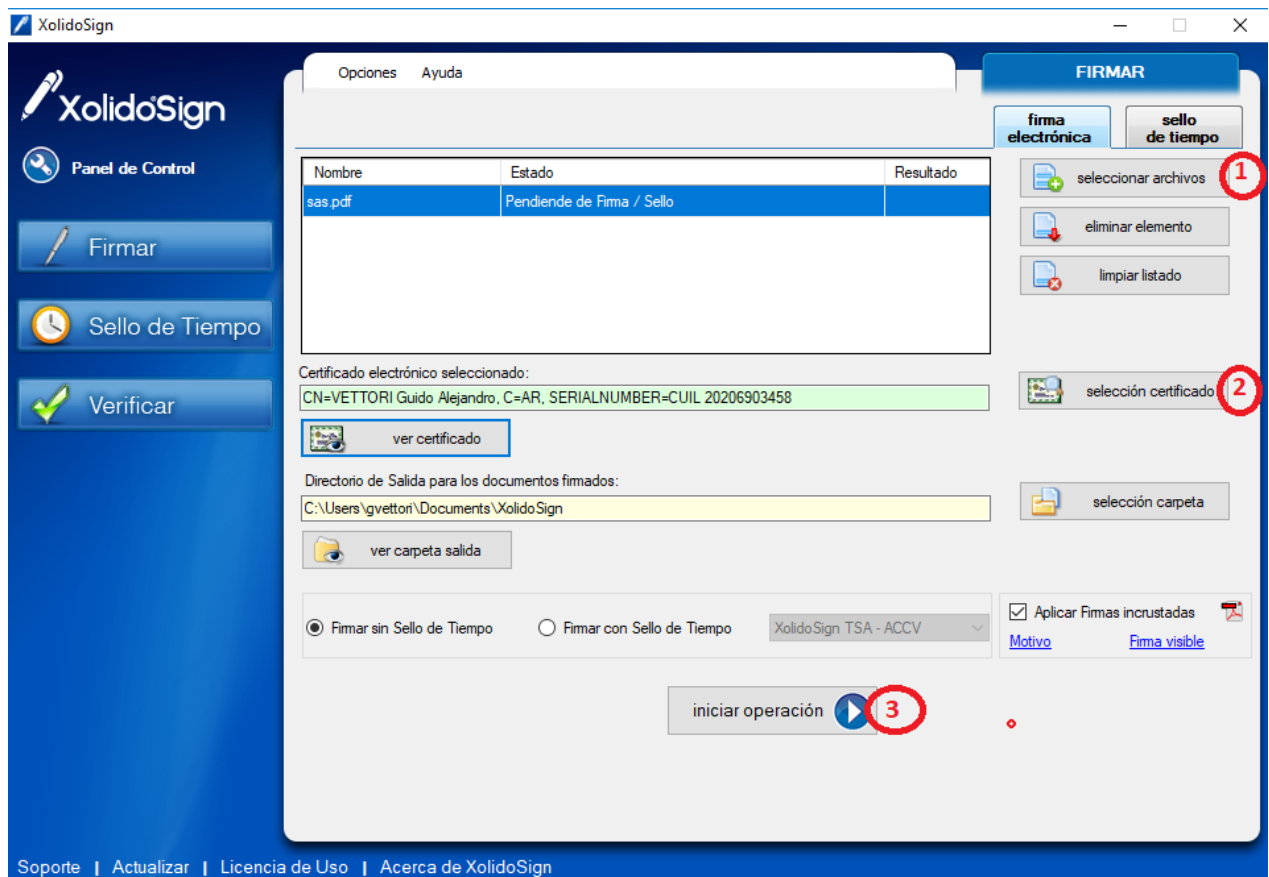 XolidoSign
XolidoSign
Panel de Control
Firmar
Sello de Tiempo
Verificar
Opciones Ayuda
FIRMAR
firma electrónica
sello de tiempo
Nombre Estado Resultado
sas.pdf Pendiende de Firma / Sello
seleccionar archivos 1
eliminar elemento
limpiar listado
Certificado electrónico seleccionado:
CN=VETTORI Guido Alejandro, C=AR, SERIALNUMBER=CUIL 20206903458
selección certificado 2
ver certificado
Directorio de Salida para los documentos firmados:
C:\Users\gvettori\Documents\XolidoSign
selección carpeta
ver carpeta salida
Firmar sin Sello de Tiempo Firmar con Sello de Tiempo XolidoSign TSA - ACCV
Aplicar Firmas incrustadas
Motivo Firma visible
iniciar operación 3
Soporte | Actualizar | Licencia de Uso | Acerca de XolidoSign